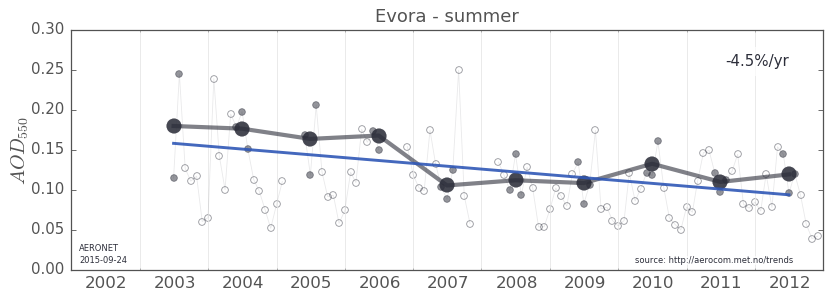 Evora - summer
-4.5%/yr
AOD550
0.30
0.25
0.20
0.15
0.10
0.05
0.00
AERONET
2015-09-24
source: http://aerocom.met.no/trends
2002 2003 2004 2005 2006 2007 2008 2009 2010 2011 2012